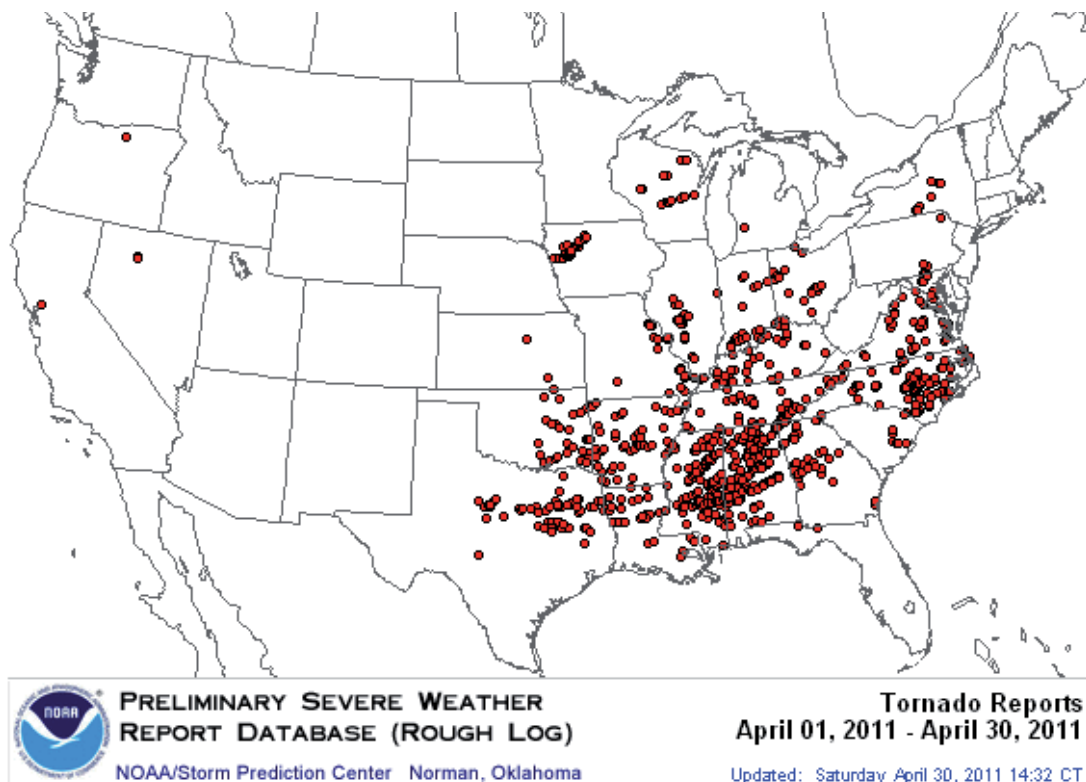 NOAA
PRELIMINARY SEVERE WEATHER
REPORT DATABASE (ROUGH LOG)
NOAA/Storm Prediction Center Norman, Oklahoma
Tornado Reports
April 01, 2011 - April 30, 2011
Updated: Saturday April 30, 2011 14:32 CT